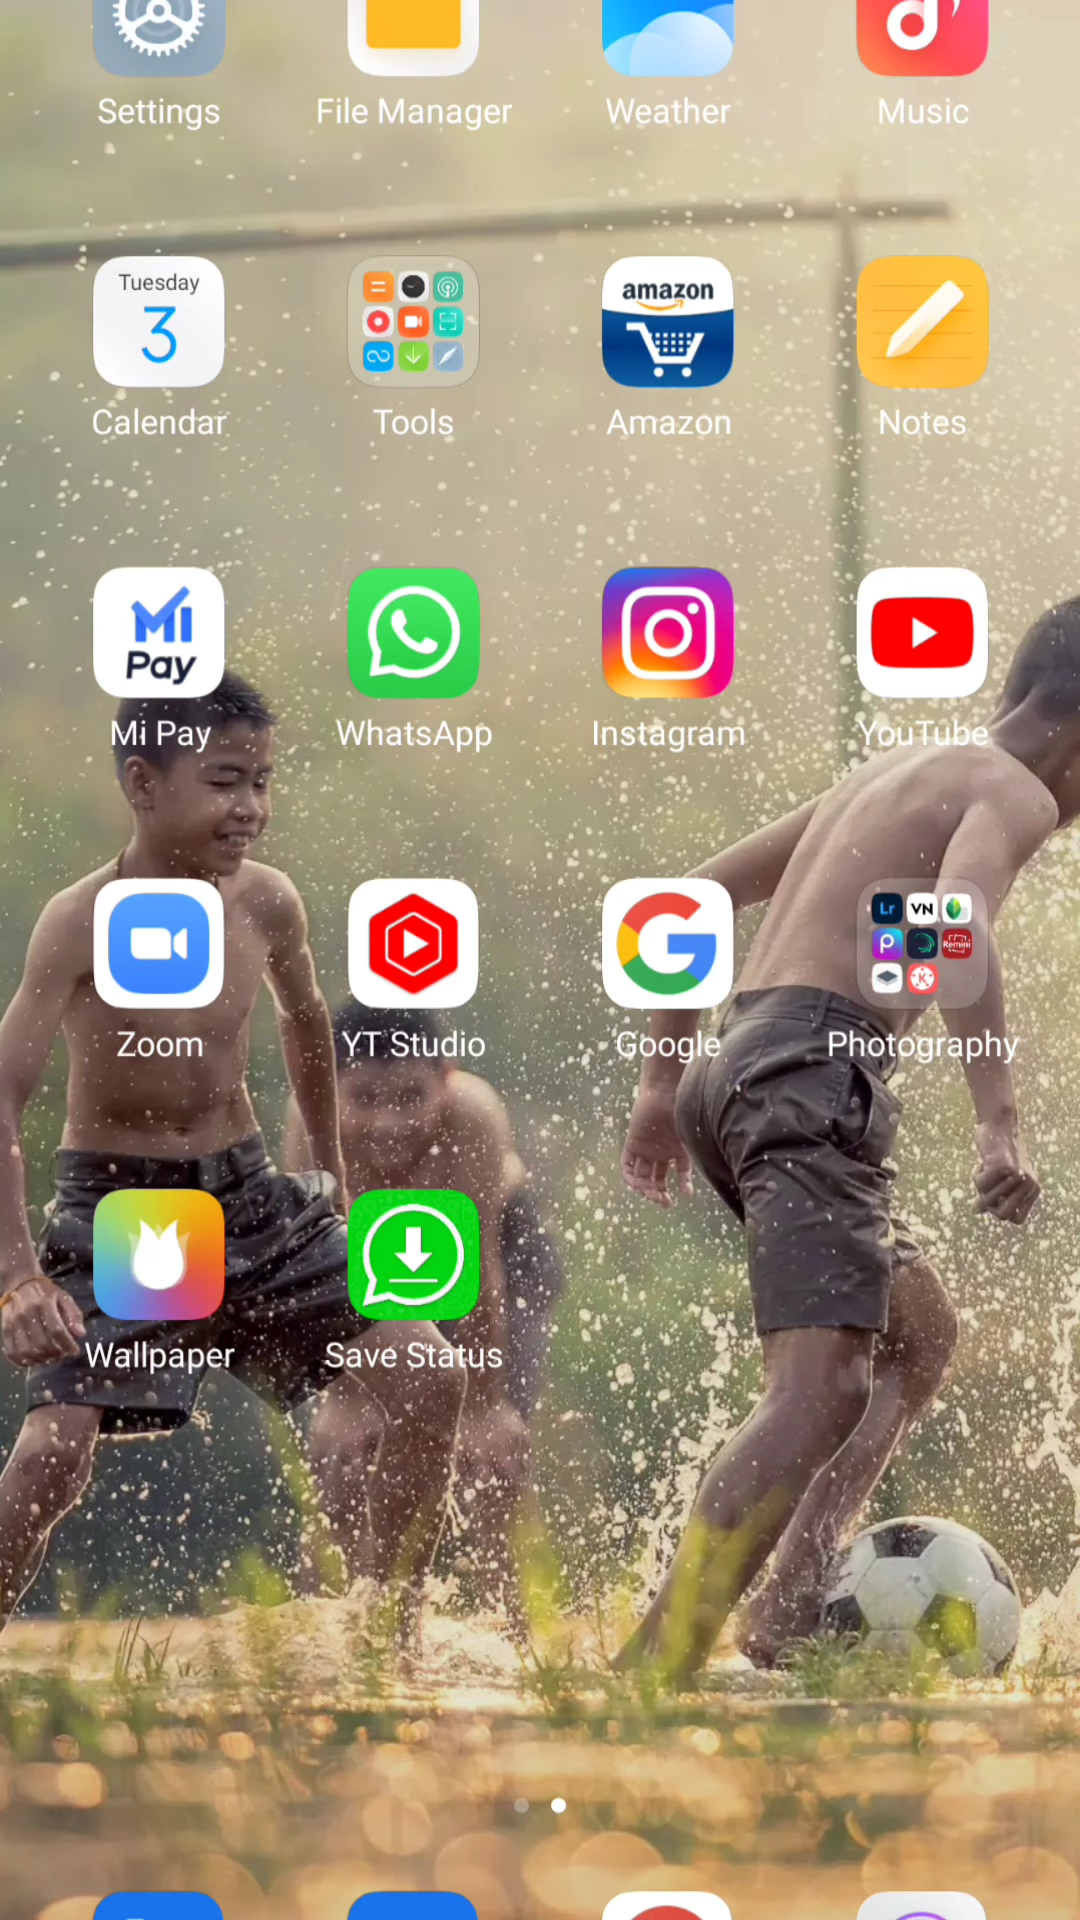 Settings
File Manager
Weather
Music
Tuesday
3
Calendar
Tools
amazon
Amazon
Notes
MI
Pay
Mi Pay
WhatsApp
Instagram
YouTube
Zoom
YT Studio
Google
Lr
VN
Remini
K
Photography
Wallpaper
Save Status